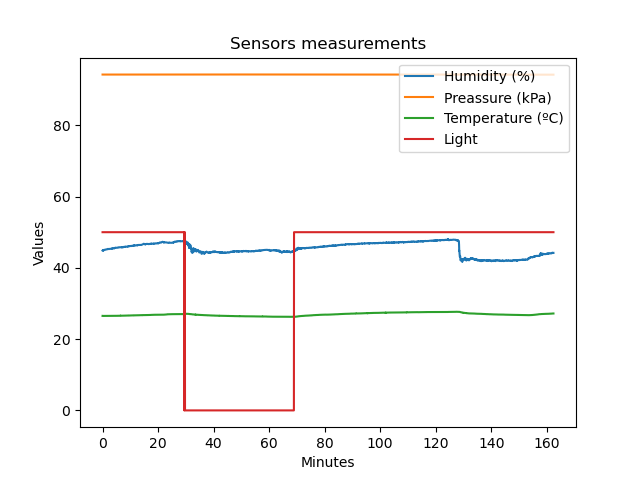 Sensors measurements
Humidity (%)
Preassure (kPa)
Temperature (ºC)
Light
Values
80
60
40
20
0
0 20 40 60 80 100 120 140 160
Minutes